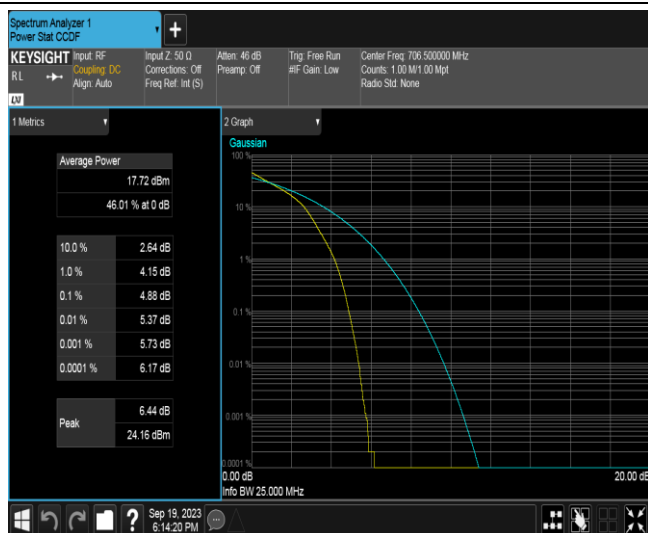 Spectrum Analyzer 1
Power Stat CCDF
+
KEYSIGHT
RL
LXI
Input: RF
Coupling: DC
Align: Auto
Input Z: 50 Ω
Corrections: Off
Freq Ref: Int (S)
Atten: 46 dB
Preamp: Off
Trig: Free Run
#IF Gain: Low
Center Freq: 706.500000 MHz
Counts: 1.00 M/1.00 Mpt
Radio Std: None
1 Metrics
Average Power
17.72 dBm
46.01 % at 0 dB
10.0 % 2.64 dB
1.0 % 4.15 dB
0.1 % 4.88 dB
0.01 % 5.37 dB
0.001 % 5.73 dB
0.0001 % 6.17 dB
Peak
6.44 dB
24.16 dBm
2 Graph
Gaussian
100 %
10 %
1 %
0.1 %
0.01 %
0.001 %
0.0001 %
0.00 dB 20.00 dB
Info BW 25.000 MHz
?
Sep 19, 2023
6:14:20 PM